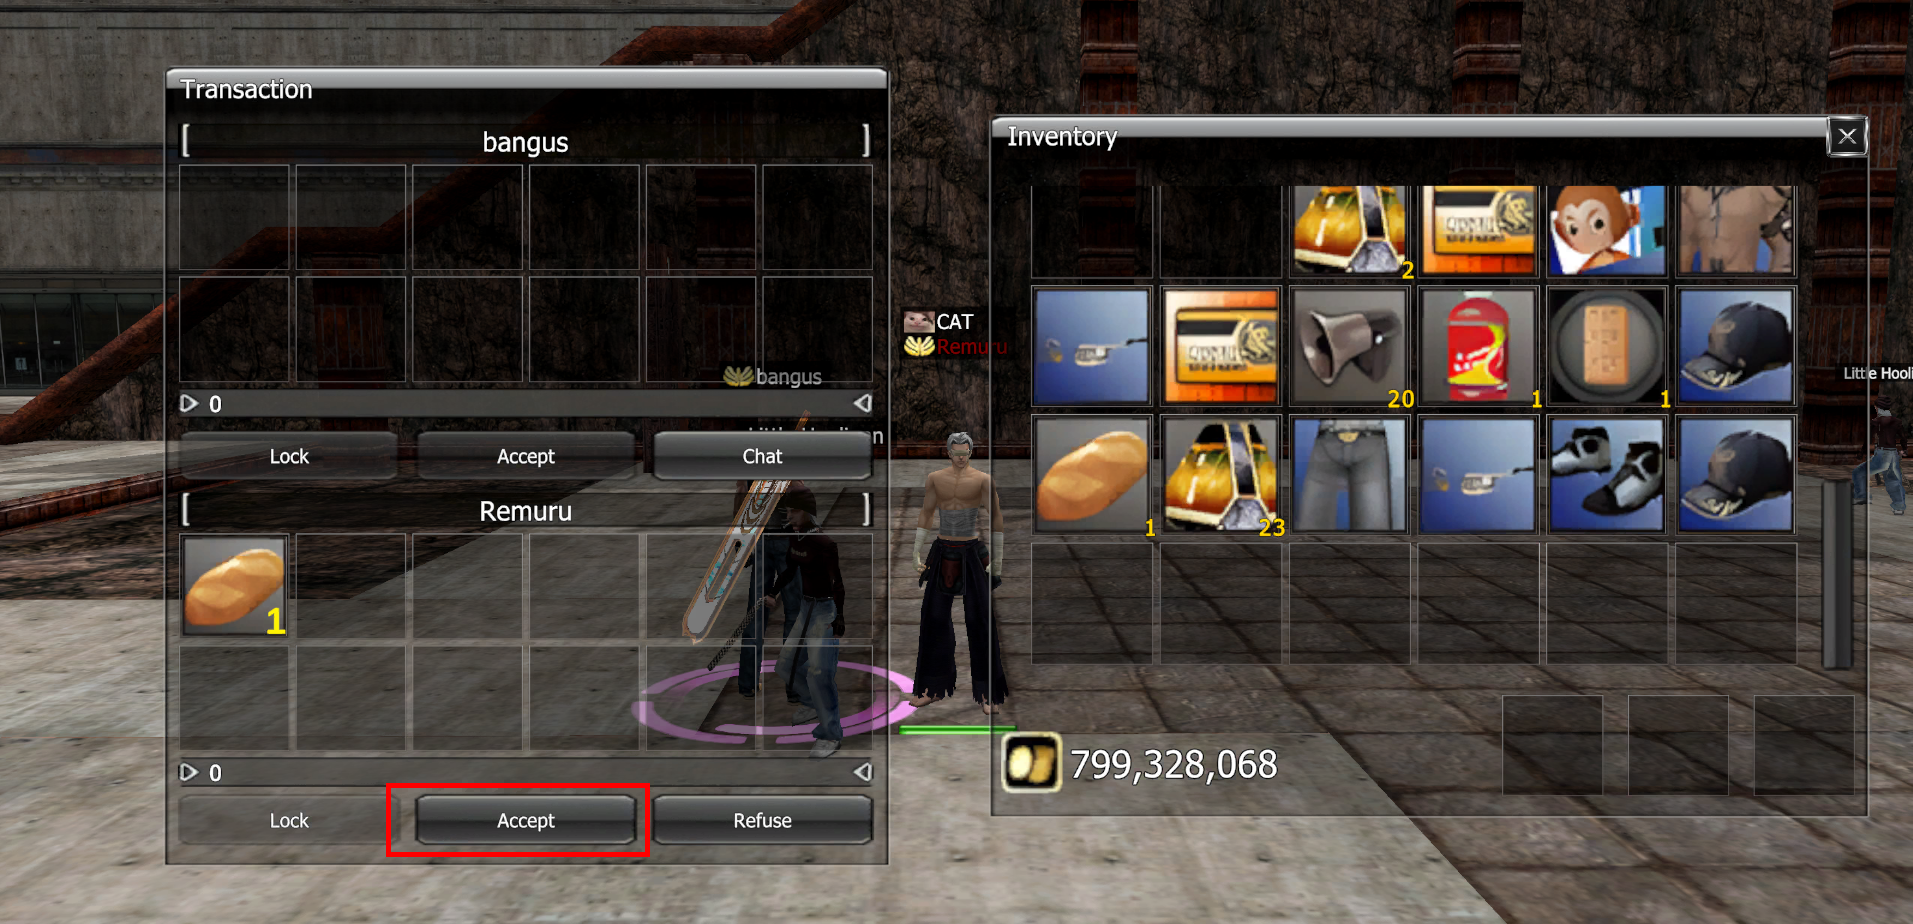 Transaction
bangus
0
Lock Accept Chat
Remuru
1
0
Lock Accept Refuse
CAT
Remuru
bangus
Inventory
2
20 1 1
1 23
799,328,068